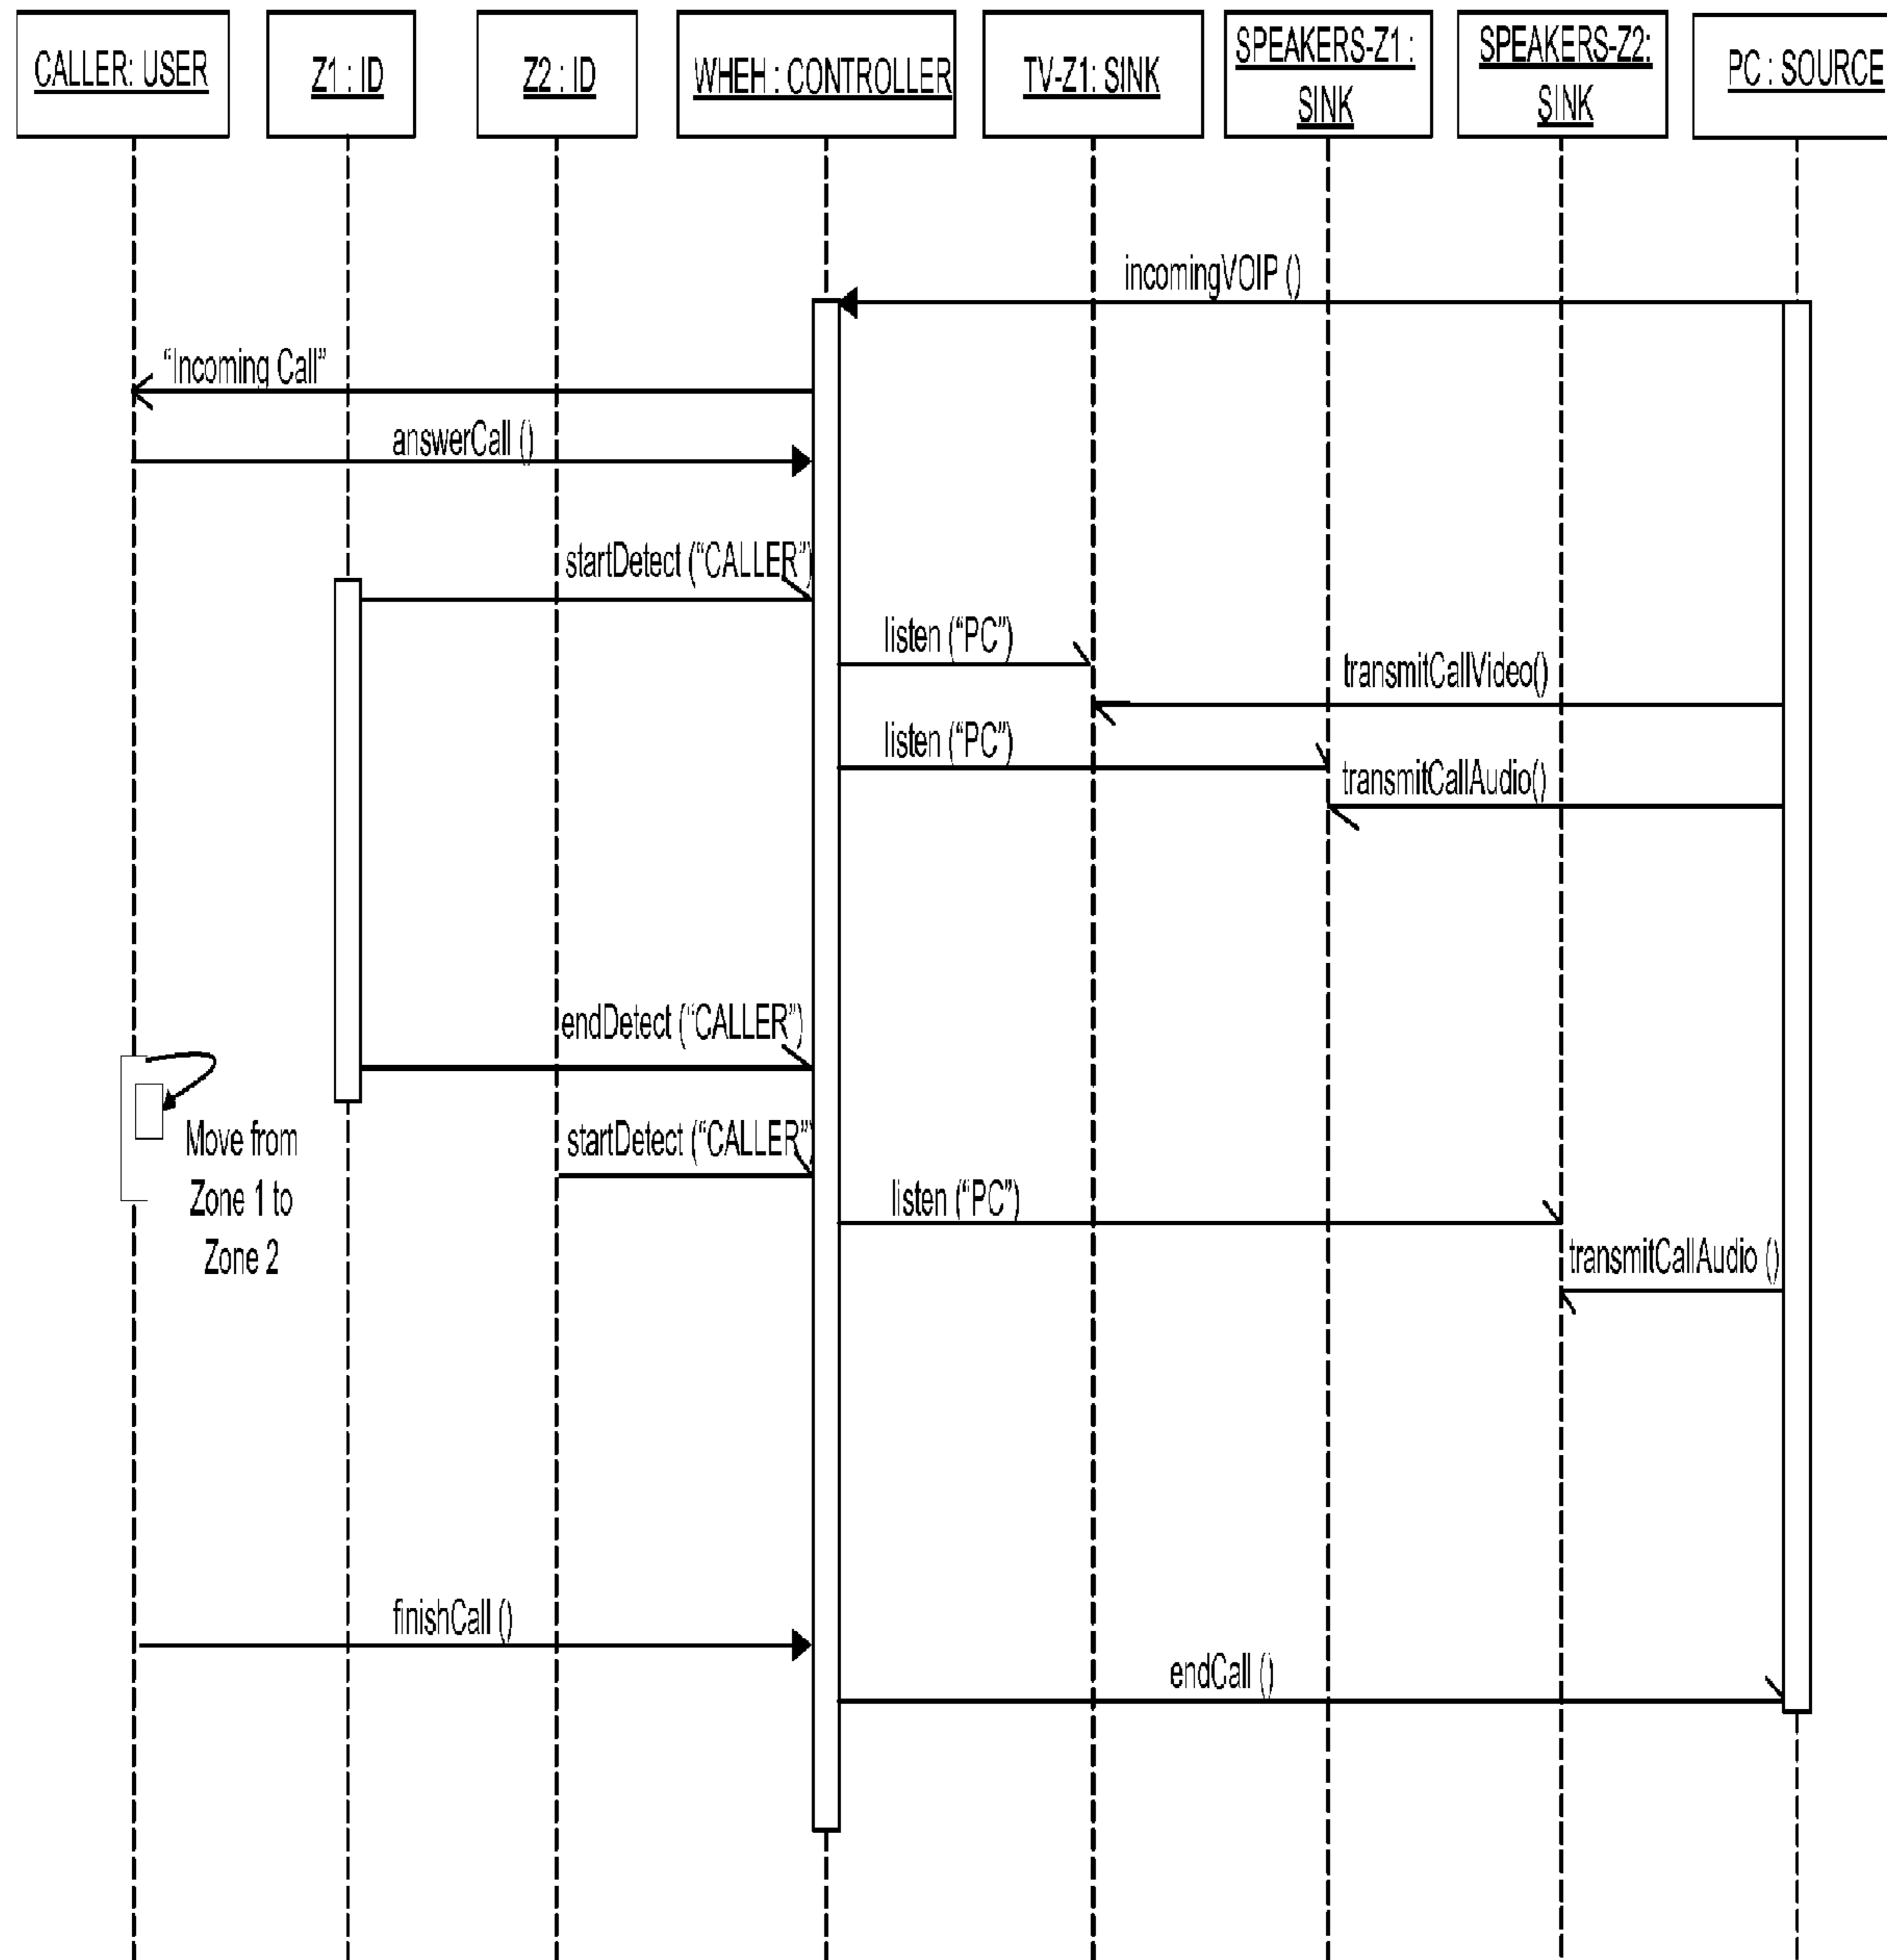 CALLER: USER
Z1 : ID
Z2 : ID
WHEH : CONTROLLER
TV-Z1: SINK
SPEAKERS-Z1 :
SINK
SPEAKERS-Z2:
SINK
PC : SOURCE
incomingVOIP ()
“Incoming Call”
answerCall ()
startDetect (“CALLER”)
listen (“PC”)
transmitCallVideo()
listen (“PC”)
transmitCallAudio()
endDetect (“CALLER”)
Move from
Zone 1 to
Zone 2
startDetect (“CALLER”)
listen (“PC”)
transmitCallAudio ()
finishCall ()
endCall ()